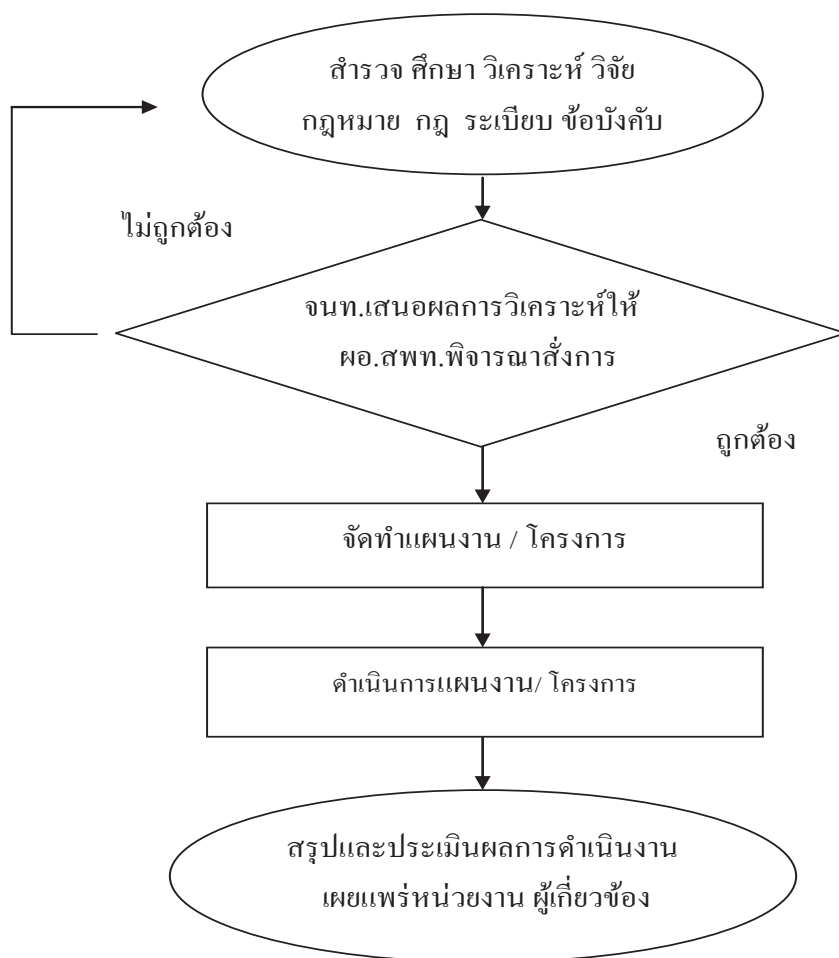 สำรวจ ศึกษา วิเคราะห์ วิจัย
กฎหมาย กฎ ระเบียบ ข้อบังคับ
ไม่ถูกต้อง
จนท.เสนอผลการวิเคราะห์ให้
ผอ.สพท.พิจารณาสั่งการ
ถูกต้อง
จัดทำแผนงาน / โครงการ
ดำเนินการแผนงาน/ โครงการ
สรุปและประเมินผลการดำเนินงาน
เผยแพร่หน่วยงาน ผู้เกี่ยวข้อง